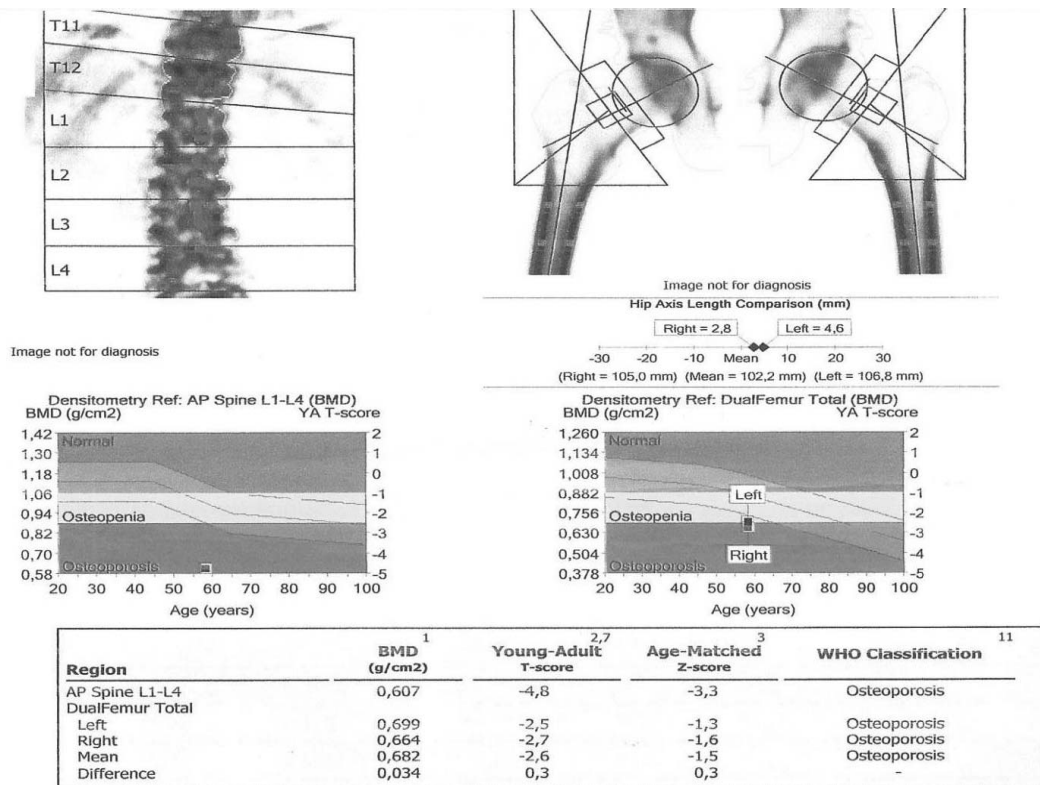 T11
T12
L1
L2
L3
L4
Image not for diagnosis
Image not for diagnosis
Hip Axis Length Comparison (mm)
Right = 2,8 Left = 4,6
-30 -20 -10 Mean 10 20 30
(Right = 105,0 mm) (Mean = 102,2 mm) (Left = 106,8 mm)
Densitometry Ref: AP Spine L1-L4 (BMD)
BMD (g/cm2) YA T-score
1,42 Normal 2
1,30 1
1,18 0
1,06 -1
0,94 Osteopenia -2
0,82 -3
0,70 -4
0,58 Osteoporosis -5
20 30 40 50 60 70 80 90 100
Age (years)
Densitometry Ref: DualFemur Total (BMD)
BMD (g/cm2) YA T-score
1,260 Normal 2
1,134 1
1,008 0
0,882 Left -1
0,756 Osteopenia -2
0,630 -3
0,504 Right -4
0,378 Osteoporosis -5
20 30 40 50 60 70 80 90 100
Age (years)
1 2,7 3 11
BMD Young-Adult Age-Matched WHO Classification
Region (g/cm2) T-score Z-score
AP Spine L1-L4 0,607 -4,8 -3,3 Osteoporosis
DualFemur Total
Left 0,699 -2,5 -1,3 Osteoporosis
Right 0,664 -2,7 -1,6 Osteoporosis
Mean 0,682 -2,6 -1,5 Osteoporosis
Difference 0,034 0,3 0,3 -